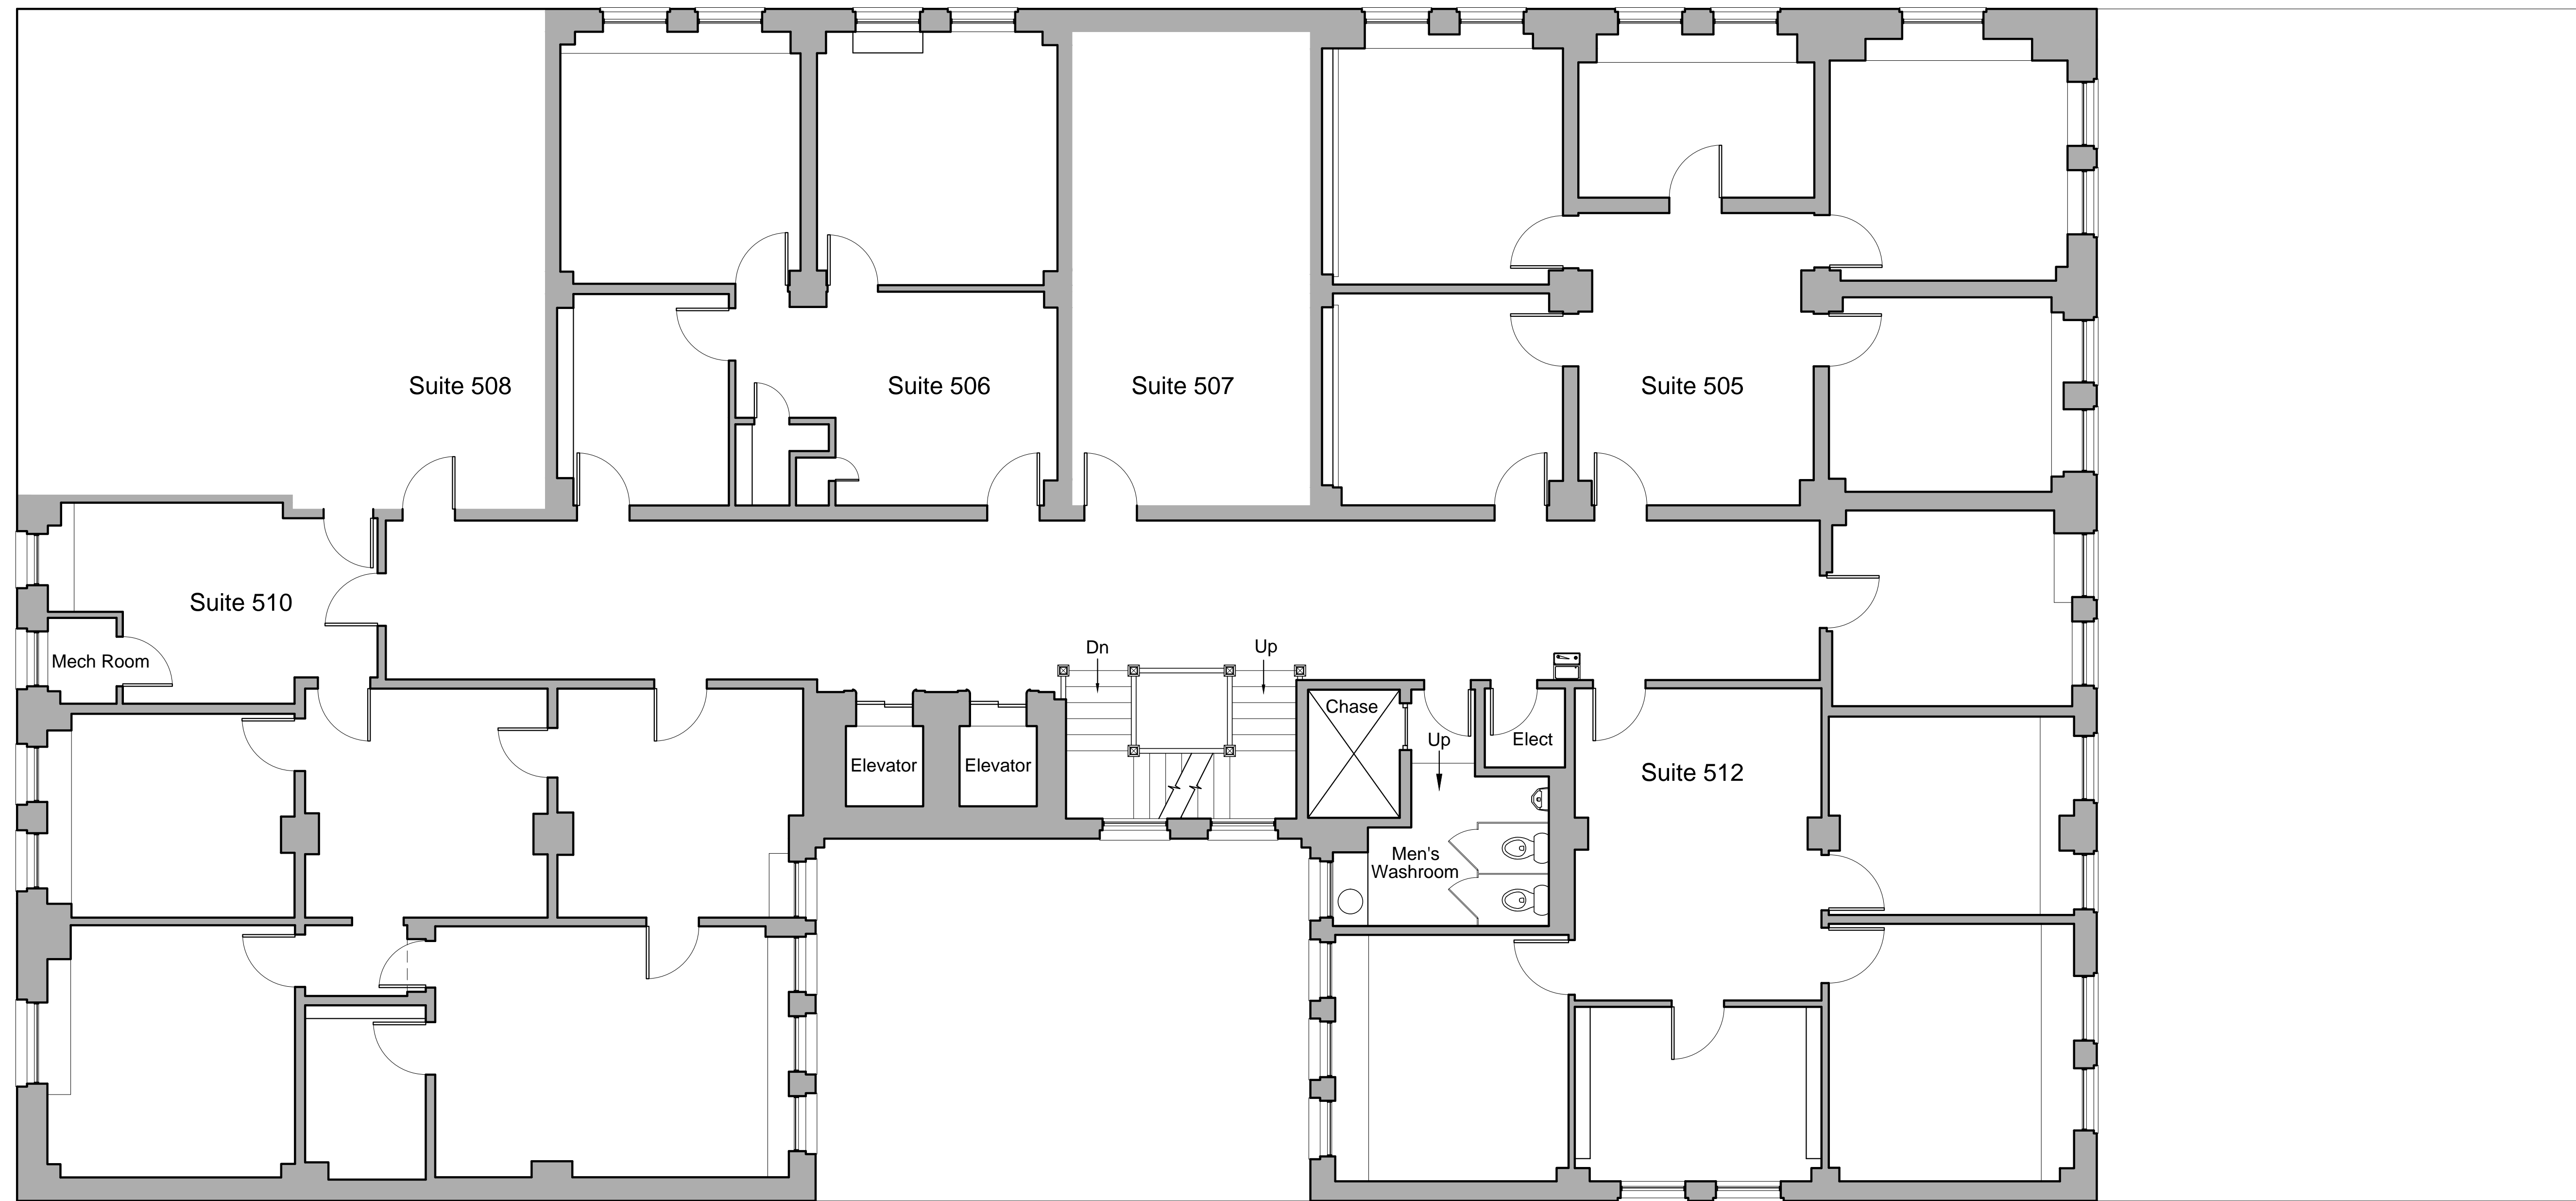 Suite 508
Suite 506
Suite 507
Suite 505
Suite 510
Mech Room
Dn
Up
Chase
Up
Elect
Elevator
Elevator
Suite 512
Men's
Washroom